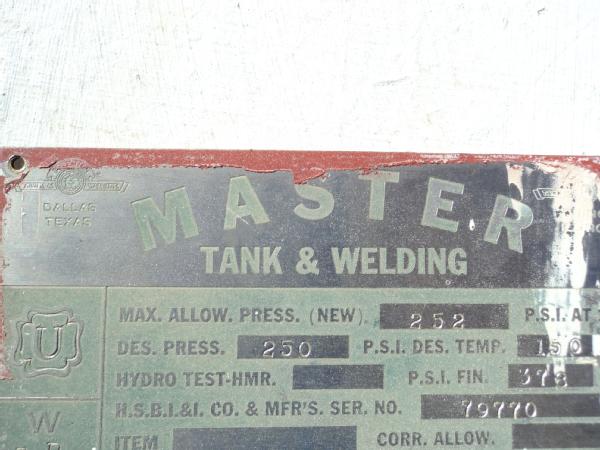 DALLAS
TEXAS
MASTER
TANK & WELDING
U
MAX. ALLOW. PRESS. (NEW). 252 P.S.I. AT
DES. PRESS. 250 P.S.I. DES. TEMP. 150
HYDRO TEST-HMR. P.S.I. FIN. 378
H.S.B.I.&I. CO. & MFR'S. SER. NO. 79770
W
ITEM CORR. ALLOW.